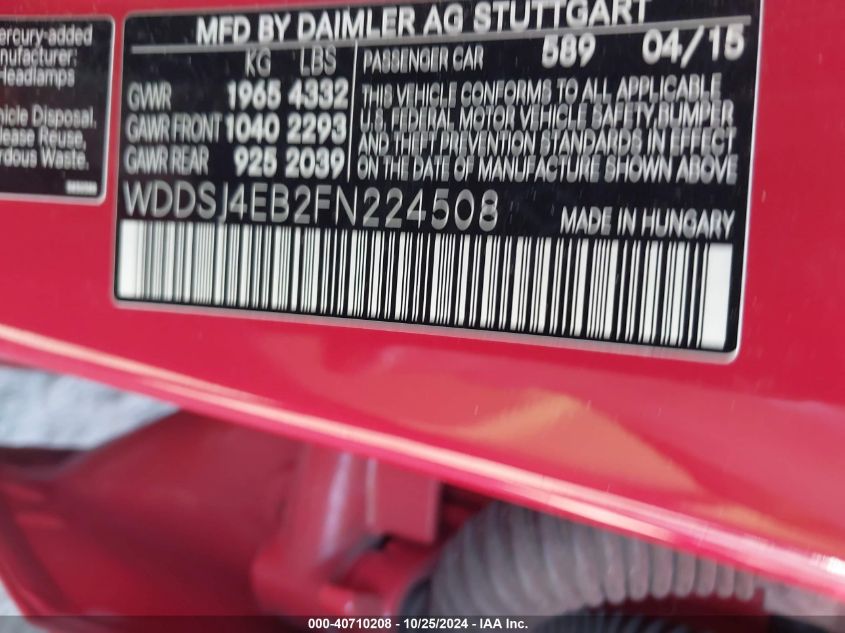 ercury-added
nufacturer:
Headlamps
hicle Disposal,
lease Reuse,
rdous Waste.
MFD BY DAIMLER AG STUTTGART
KG LBS PASSENGER CAR 589 04/15
GVWR 1965 4332 THIS VEHICLE CONFORMS TO ALL APPLICABLE
GAWR FRONT 1040 2293 U.S. FEDERAL MOTOR VEHICLE SAFETY, BUMPER
AND THEFT PREVENTION STANDARDS IN EFFECT
GAWR REAR 925 2039 ON THE DATE OF MANUFACTURE SHOWN ABOVE
WDDSJ4EB2FN224508 MADE IN HUNGARY
000-40710208 - 10/25/2024 - IAA Inc.